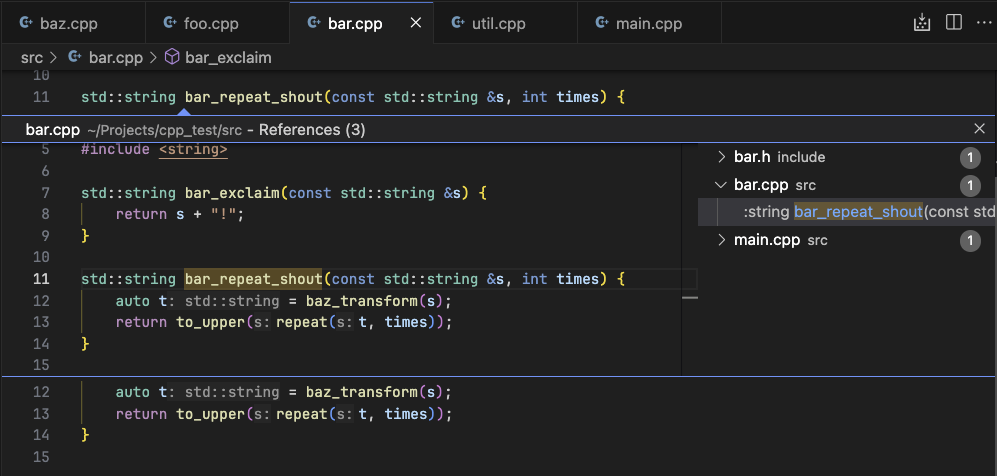 baz.cpp foo.cpp bar.cpp util.cpp main.cpp
src > bar.cpp > bar_exclaim
10
11 std::string bar_repeat_shout(const std::string &s, int times) {
bar.cpp ~/Projects/cpp_test/src - References (3)
5 #include <string>
6
7 std::string bar_exclaim(const std::string &s) {
8 return s + "!";
9 }
10
11 std::string bar_repeat_shout(const std::string &s, int times) {
12 auto t: std::string = baz_transform(s);
13 return to_upper(s: repeat(s: t, times));
14 }
15
bar.h include 1
bar.cpp src 1
:string bar_repeat_shout(const std
main.cpp src 1
12 auto t: std::string = baz_transform(s);
13 return to_upper(s: repeat(s: t, times));
14 }
15